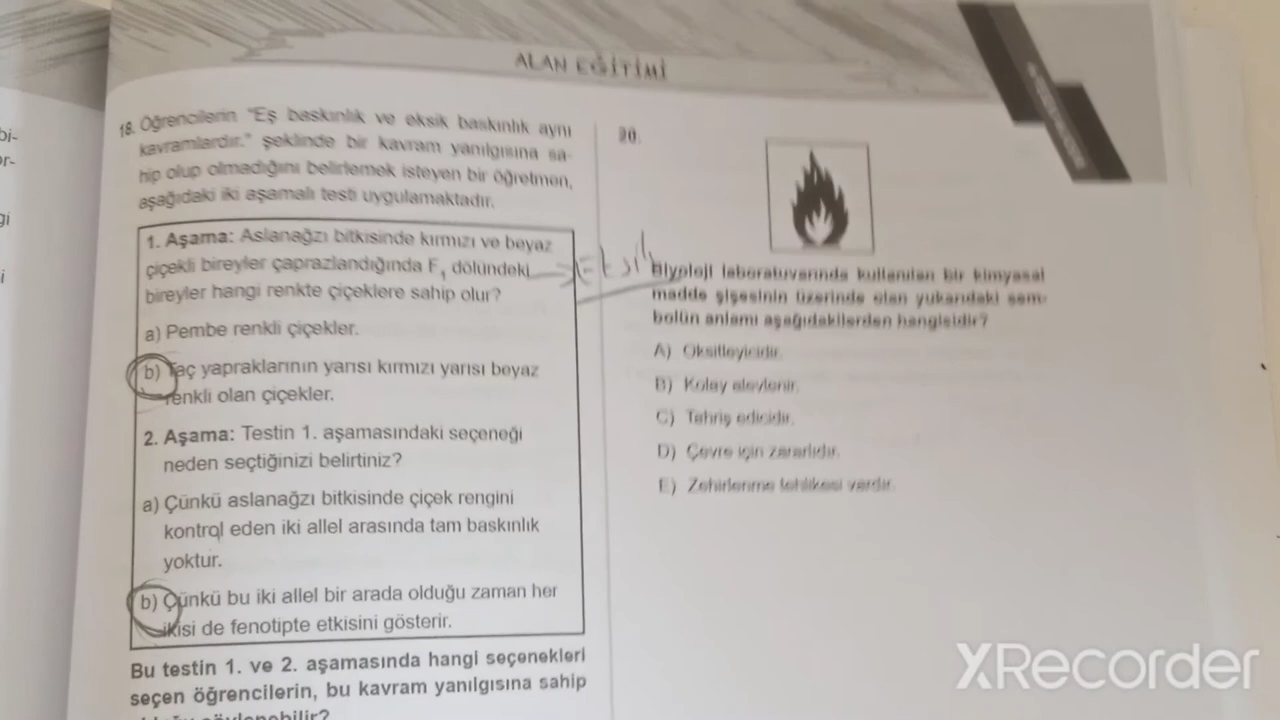 bi-
or-
gi
i
ALAN EĞİTİMİ
18. Öğrencilerin "Eş baskınlık ve eksik baskınlık aynı
kavramlardır." şeklinde bir kavram yanılgısına sa-
hip olup olmadığını belirlemek isteyen bir öğretmen,
aşağıdaki iki aşamalı testi uygulamaktadır.
1. Aşama: Aslanağzı bitkisinde kırmızı ve beyaz
çiçekli bireyler çaprazlandığında F1 dölündeki
bireyler hangi renkte çiçeklere sahip olur?
a) Pembe renkli çiçekler.
b) Taç yapraklarının yarısı kırmızı yarısı beyaz
renkli olan çiçekler.
2. Aşama: Testin 1. aşamasındaki seçeneği
neden seçtiğinizi belirtiniz?
a) Çünkü aslanağzı bitkisinde çiçek rengini
kontrol eden iki allel arasında tam baskınlık
yoktur.
b) Çünkü bu iki allel bir arada olduğu zaman her
ikisi de fenotipte etkisini gösterir.
Bu testin 1. ve 2. aşamasında hangi seçenekleri
seçen öğrencilerin, bu kavram yanılgısına sahip
söylenebilir?
20.
Biyoloji laboratuvarında kullanılan bir kimyasal
madde şişesinin üzerinde olan yukarıdaki sem-
bolün anlamı aşağıdakilerden hangisidir?
A) Oksitleyicidir.
B) Kolay alevlenir.
C) Tahriş edicidir.
D) Çevre için zararlıdır.
E) Zehirlenme tehlikesi vardır.
XRecorder